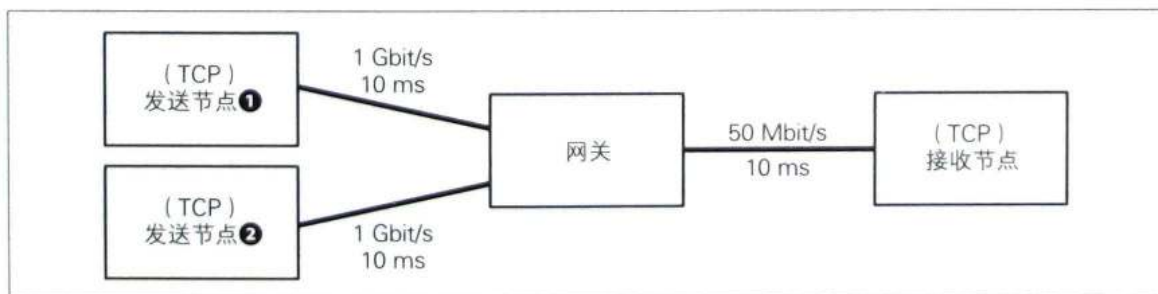 （TCP）
发送节点❶
1 Gbit/s
10 ms
网关
50 Mbit/s
10 ms
（TCP）
接收节点
（TCP）
发送节点❷
1 Gbit/s
10 ms